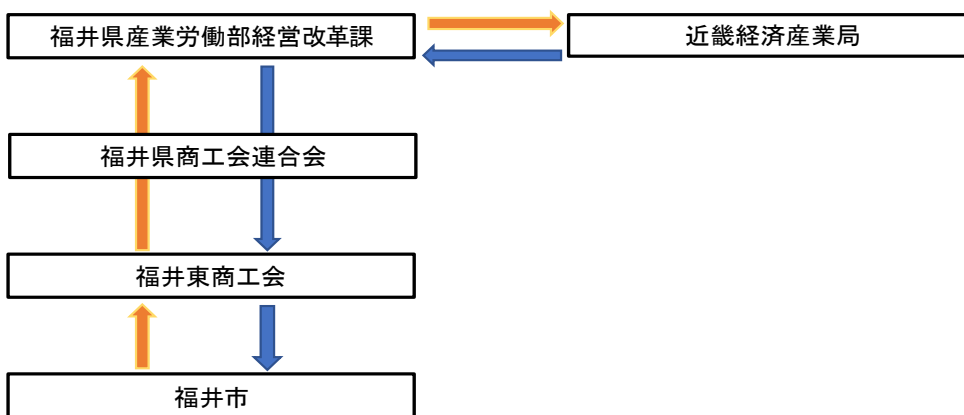 福井県産業労働部経営改革課
近畿経済産業局
福井県商工会連合会
福井東商工会
福井市